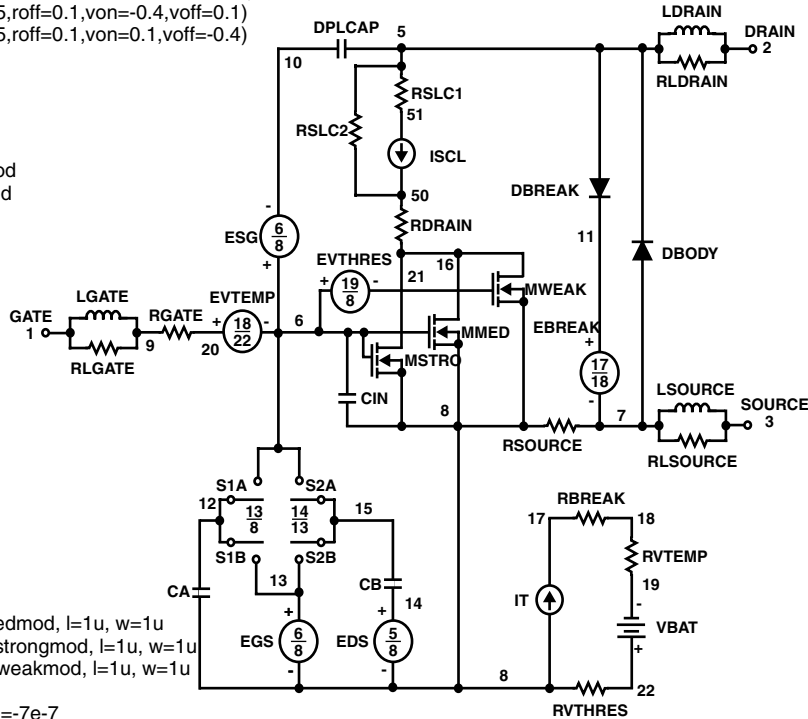 5,roff=0.1,von=-0.4,voff=0.1)
5,roff=0.1,von=0.1,voff=-0.4)
LDRAIN
DPLCAP
5
DRAIN
2
10
RLDRAIN
RSLC1
51
RSLC2
ISCL
od
d
50
DBREAK
RDRAIN
-
ESG
6
8
+
11
DBODY
EVTHRES
16
21
+
19
8
-
MWEAK
LGATE
EVTEMP
GATE
1
RGATE
+
18
22
-
6
MMED
EBREAK
+
9
20
MSTRO
RLGATE
17
18
-
LSOURCE
CIN
8
7
SOURCE
3
RSOURCE
RLSOURCE
S1A
S2A
12
13
8
14
13
15
RBREAK
17
18
S1B
S2B
RVTEMP
13
CB
19
CA
IT
14
-
+
+
VBAT
edmod, l=1u, w=1u
strongmod, l=1u, w=1u
EGS
6
8
EDS
5
8
+
weakmod, l=1u, w=1u
-
-
8
22
RVTHRES
=-7e-7